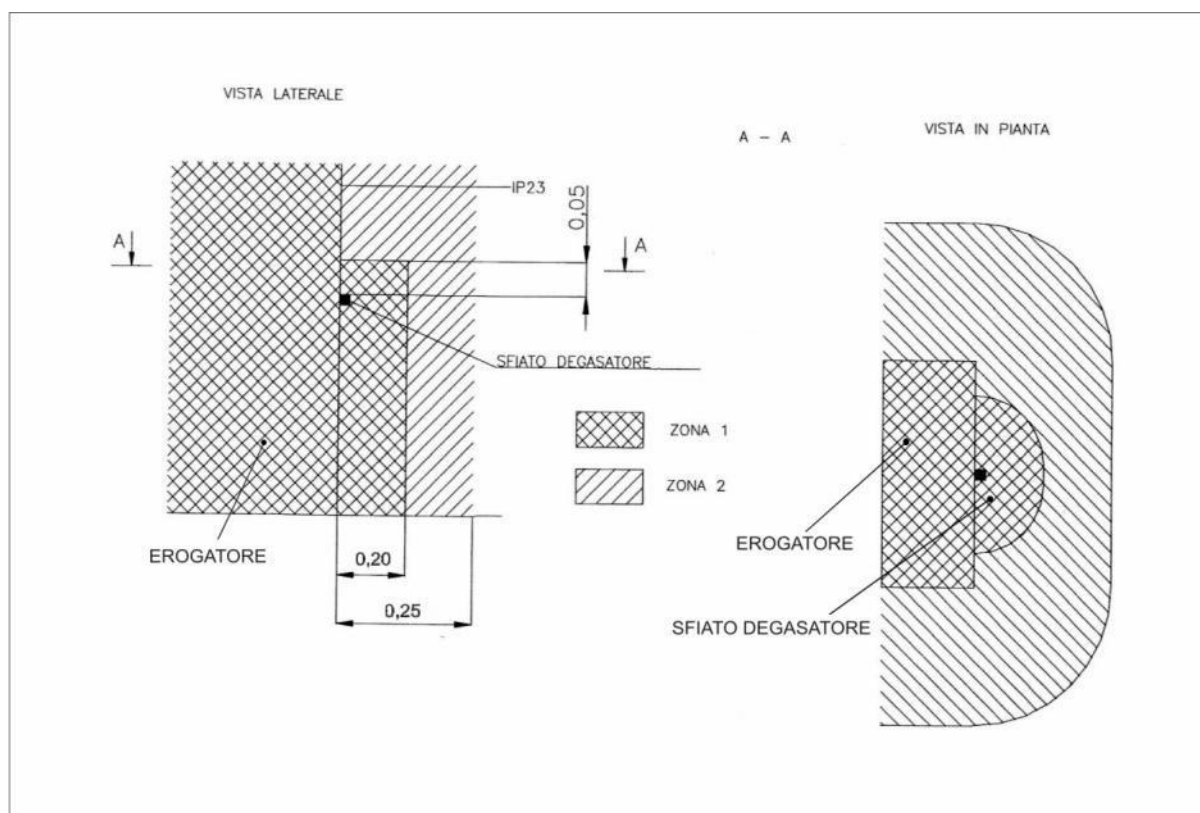 VISTA LATERALE
A - A
VISTA IN PIANTA
IP23
0,05
A
A
SFIATO DEGASATORE
ZONA 1
ZONA 2
EROGATORE
0,20
0,25
EROGATORE
SFIATO DEGASATORE